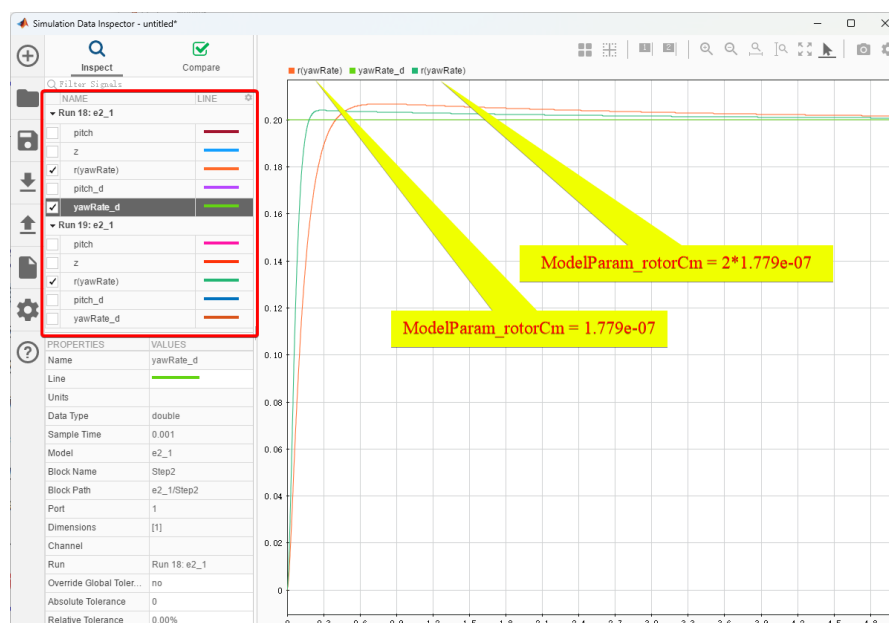 Simulation Data Inspector - untitled*
Inspect
Compare
Filter Signals
NAME LINE
Run 18: e2_1
pitch
z
r(yawRate)
pitch_d
yawRate_d
Run 19: e2_1
pitch
z
r(yawRate)
pitch_d
yawRate_d
PROPERTIES VALUES
Name yawRate_d
Line
Units
Data Type double
Sample Time 0.001
Model e2_1
Block Name Step2
Block Path e2_1/Step2
Port 1
Dimensions [1]
Channel
Run Run 18: e2_1
Override Global Toler... no
Absolute Tolerance 0
Relative Tolerance 0.00%
r(yawRate) yawRate_d r(yawRate)
0.20
0.18
0.16
0.14
0.12
0.10
0.08
0.06
0.04
0.02
0
ModelParam_rotorCm = 2*1.779e-07
ModelParam_rotorCm = 1.779e-07